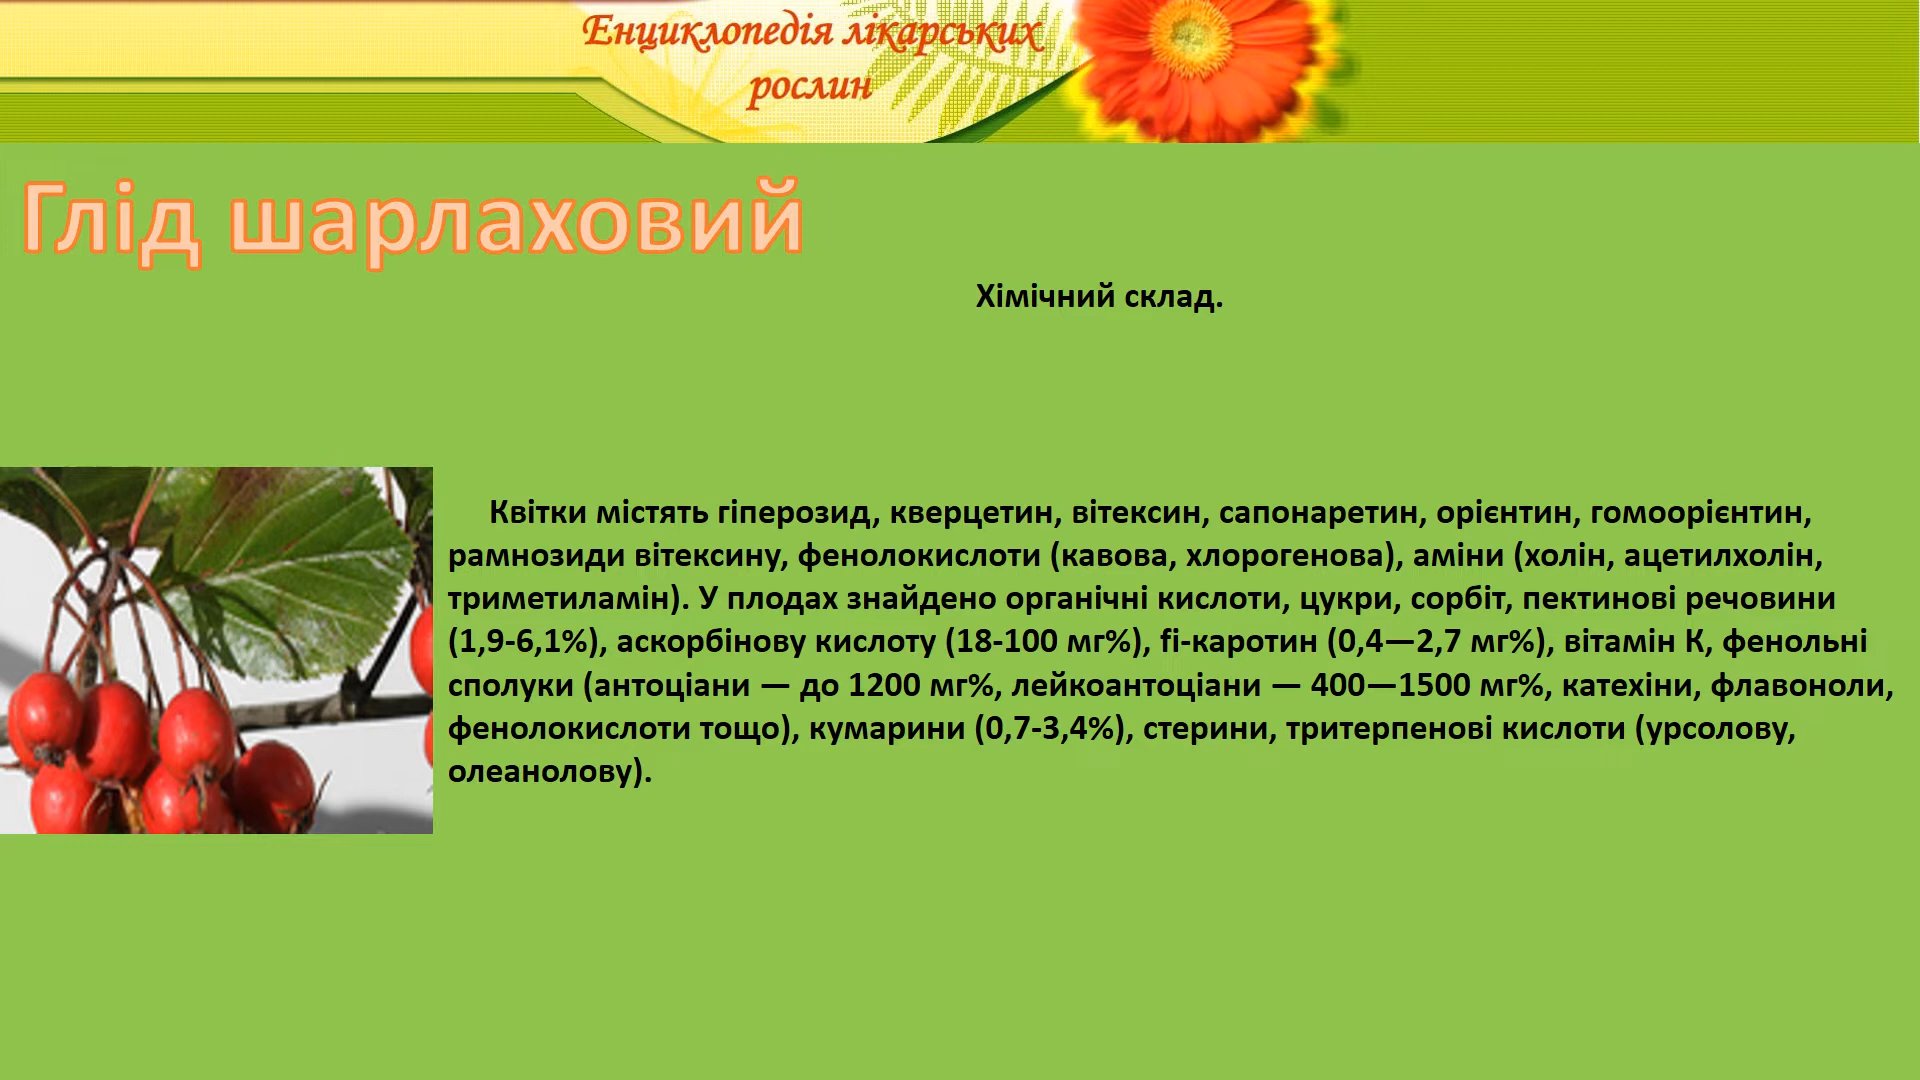 Енциклопедія лікарських
рослин
Глід шарлаховий
Хімічний склад.
Квітки містять гіперозид, кверцетин, вітексин, сапонаретин, орієнтин, гомоорієнтин,
рамнозиди вітексину, фенолокислоти (кавова, хлорогенова), аміни (холін, ацетилхолін,
триметиламін). У плодах знайдено органічні кислоти, цукри, сорбіт, пектинові речовини
(1,9-6,1%), аскорбінову кислоту (18-100 мг%), fi-каротин (0,4—2,7 мг%), вітамін К, фенольні
сполуки (антоціани — до 1200 мг%, лейкоантоціани — 400—1500 мг%, катехіни, флавоноли,
фенолокислоти тощо), кумарини (0,7-3,4%), стерини, тритерпенові кислоти (урсолову,
олеанолову).